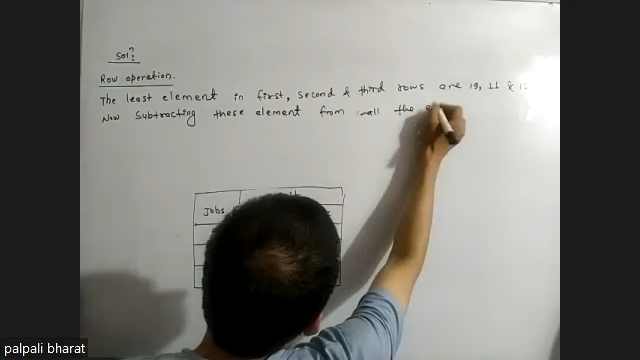 Soln:
Row operation.
The least element in first, second & third rows are 19, 11 & 12
Now Subtracting these element from all the
Jobs
palpali bharat